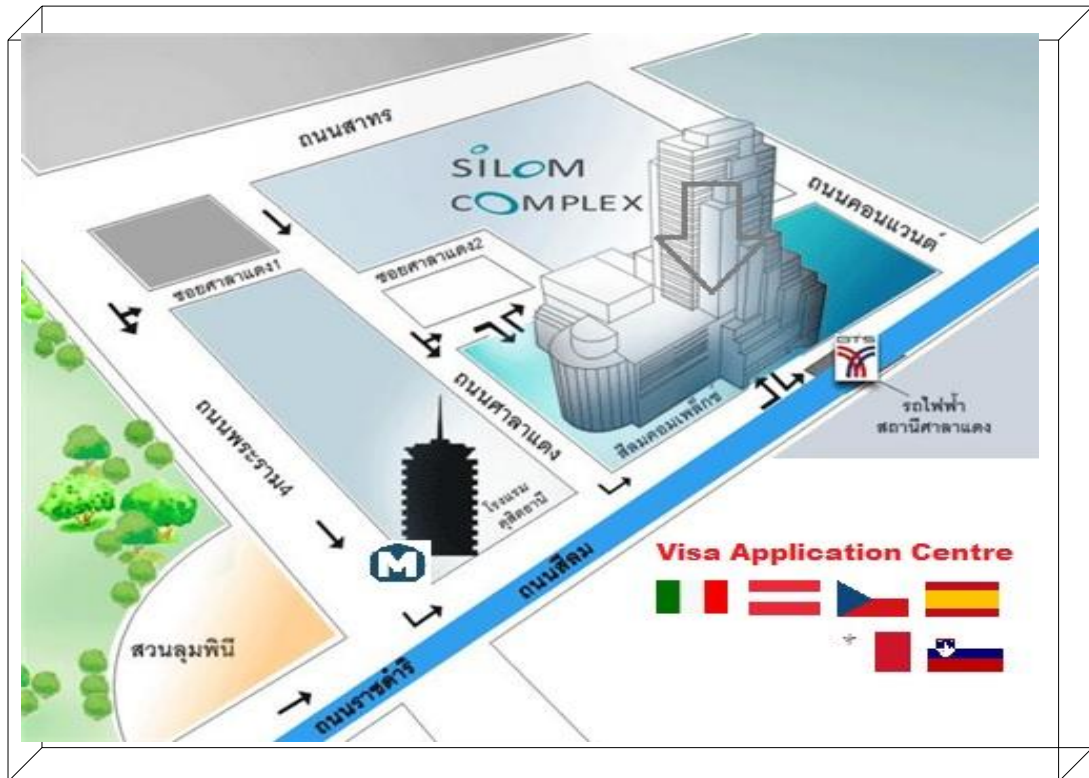 ถนนสาทร
SILOM
COMPLEX
ถนนคอนแวนต์
ซอยศาลาแดง1
ซอยศาลาแดง2
BTS
รถไฟฟ้า
สถานีศาลาแดง
ถนนศาลาแดง
สีลมคอมเพล็กซ์
ถนนพระราม4
โรงแรม
ดุสิตธานี
M
ถนนสีลม
Visa Application Centre
สวนลุมพินี
ถนนราชดำริ